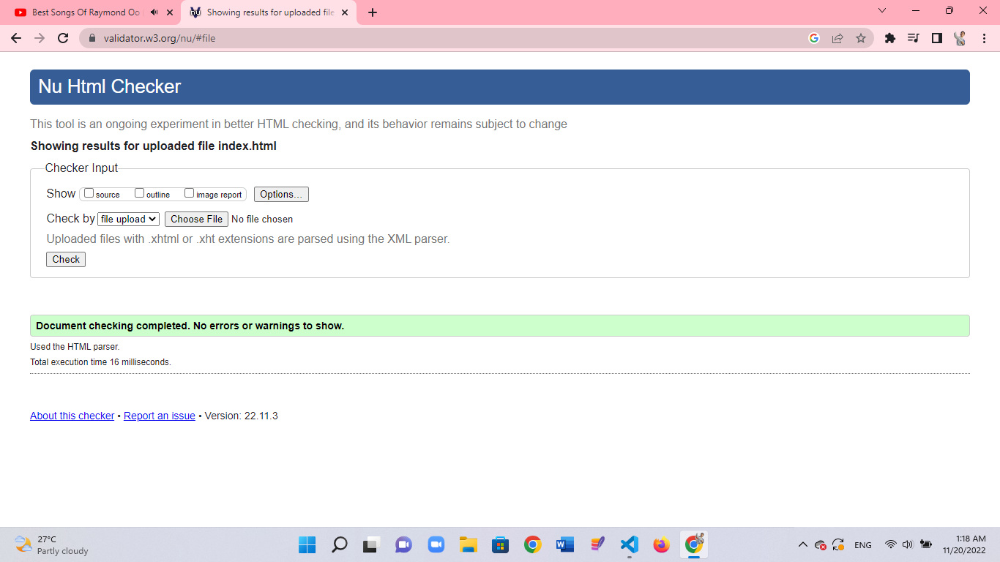 Best Songs Of Raymond Oo
Showing results for uploaded file
validator.w3.org/nu/#file
Nu Html Checker
This tool is an ongoing experiment in better HTML checking, and its behavior remains subject to change
Showing results for uploaded file index.html
Checker Input
Show source outline image report Options...
Check by file upload Choose File No file chosen
Uploaded files with .xhtml or .xht extensions are parsed using the XML parser.
Check
Document checking completed. No errors or warnings to show.
Used the HTML parser.
Total execution time 16 milliseconds.
About this checker • Report an issue • Version: 22.11.3
27°C
Partly cloudy
ENG
1:18 AM
11/20/2022